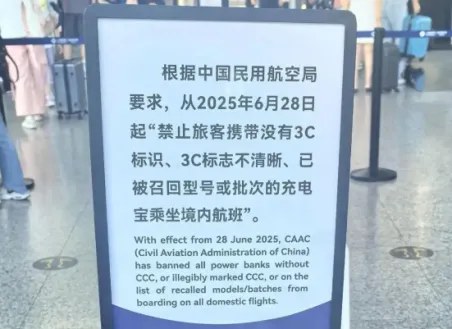 根据中国民用航空局
要求，从2025年6月28日
起“禁止旅客携带没有3C
标识、3C标志不清晰、已
被召回型号或批次的充电
宝乘坐境内航班”。
With effect from 28 June 2025, CAAC
(Civil Aviation Administration of China)
has banned all power banks without
CCC, or illegibly marked CCC, or on the
list of recalled models/batches from
boarding on all domestic flights.